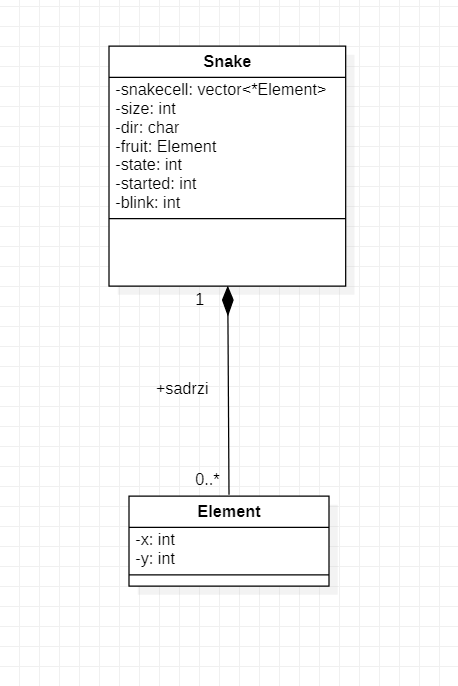 Snake
-snakecell: vector<*Element>
-size: int
-dir: char
-fruit: Element
-state: int
-started: int
-blink: int
1
+sadrzi
0..*
Element
-x: int
-y: int